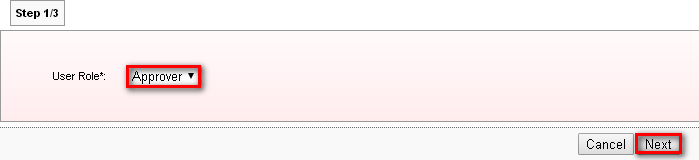 Step 1/3
User Role*: Approver
Cancel Next